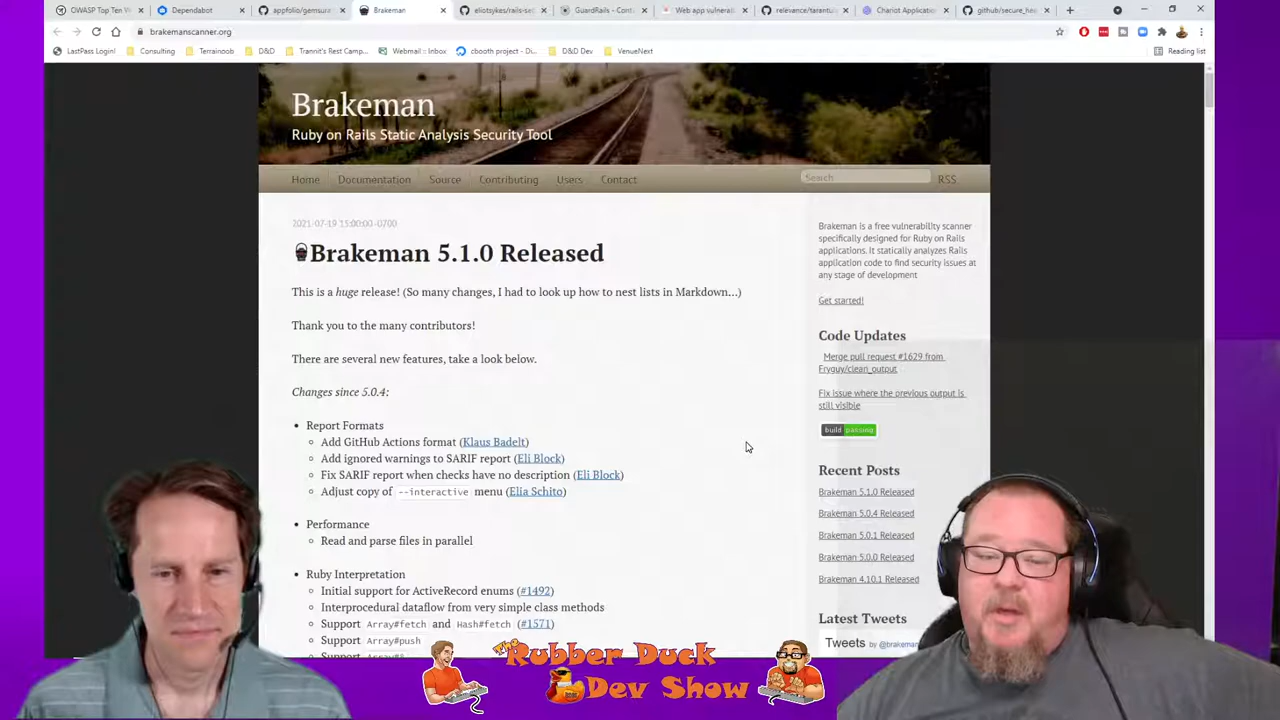 OWASP Top Ten W
Dependabot
appfolio/gemsura
Brakeman
eliotsykes/rails-se
GuardRails - Cont
Web app vulnera
relevance/tarantu
Chariot Application
github/secure_hea
brakemanscanner.org
LastPass Login!
Consulting
Terrainoob
D&D
Trannit's Rest Camp...
Webmail :: Inbox
cbooth project - Di...
D&D Dev
VenueNext
Reading list
Brakeman
Ruby on Rails Static Analysis Security Tool
Home
Documentation
Source
Contributing
Users
Contact
Search
RSS
2021-07-19 15:00:00 -0700
Brakeman 5.1.0 Released
This is a huge release! (So many changes, I had to look up how to nest lists in Markdown...)
Thank you to the many contributors!
There are several new features, take a look below.
Changes since 5.0.4:
• Report Formats
Add GitHub Actions format (Klaus Badelt)
Add ignored warnings to SARIF report (Eli Block)
Fix SARIF report when checks have no description (Eli Block)
Adjust copy of --interactive menu (Elia Schito)
• Performance
Read and parse files in parallel
• Ruby Interpretation
Initial support for ActiveRecord enums (#1492)
Interprocedural dataflow from very simple class methods
Support Array#fetch and Hash#fetch (#1571)
Support Array#push
Support
Brakeman is a free vulnerability scanner
specifically designed for Ruby on Rails
applications. It statically analyzes Rails
application code to find security issues at
any stage of development
Get started!
Code Updates
Merge pull request #1629 from
Fryguy/clean_output
Fix issue where the previous output is
still visible
build passing
Recent Posts
Brakeman 5.1.0 Released
Brakeman 5.0.4 Released
Brakeman 5.0.1 Released
Brakeman 5.0.0 Released
Brakeman 4.10.1 Released
Latest Tweets
Tweets by @brakeman
The Rubber Duck
Dev Show